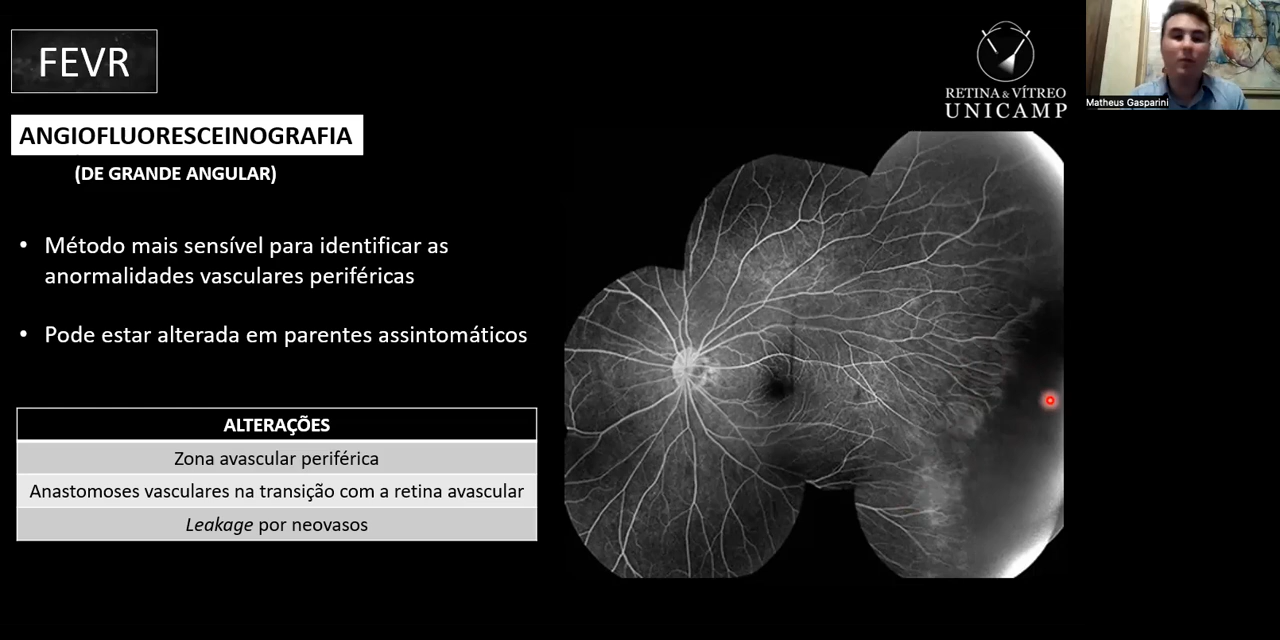 FEVR
RETINA & VÍTREO
UNICAMP
Matheus Gasparini
ANGIOFLUORESCEINOGRAFIA
(DE GRANDE ANGULAR)
• Método mais sensível para identificar as
anormalidades vasculares periféricas
• Pode estar alterada em parentes assintomáticos
ALTERAÇÕES
Zona avascular periférica
Anastomoses vasculares na transição com a retina avascular
Leakage por neovasos